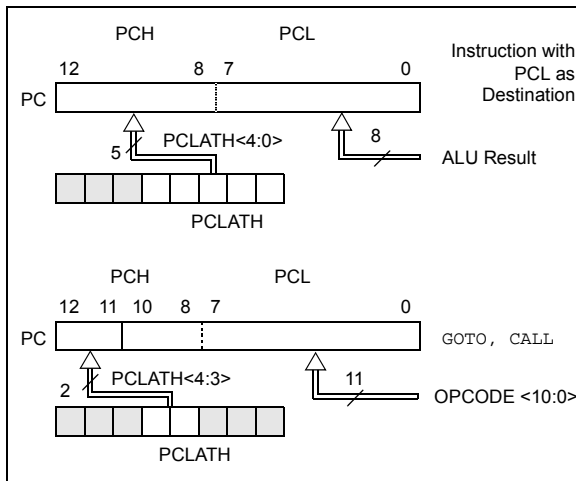 PCH PCL
12 8 7 0
Instruction with
PCL as
Destination
PC
PCLATH<4:0>
5
8
ALU Result
PCLATH
PCH PCL
12 11 10 8 7 0
PC
GOTO, CALL
PCLATH<4:3>
2
11
OPCODE <10:0>
PCLATH